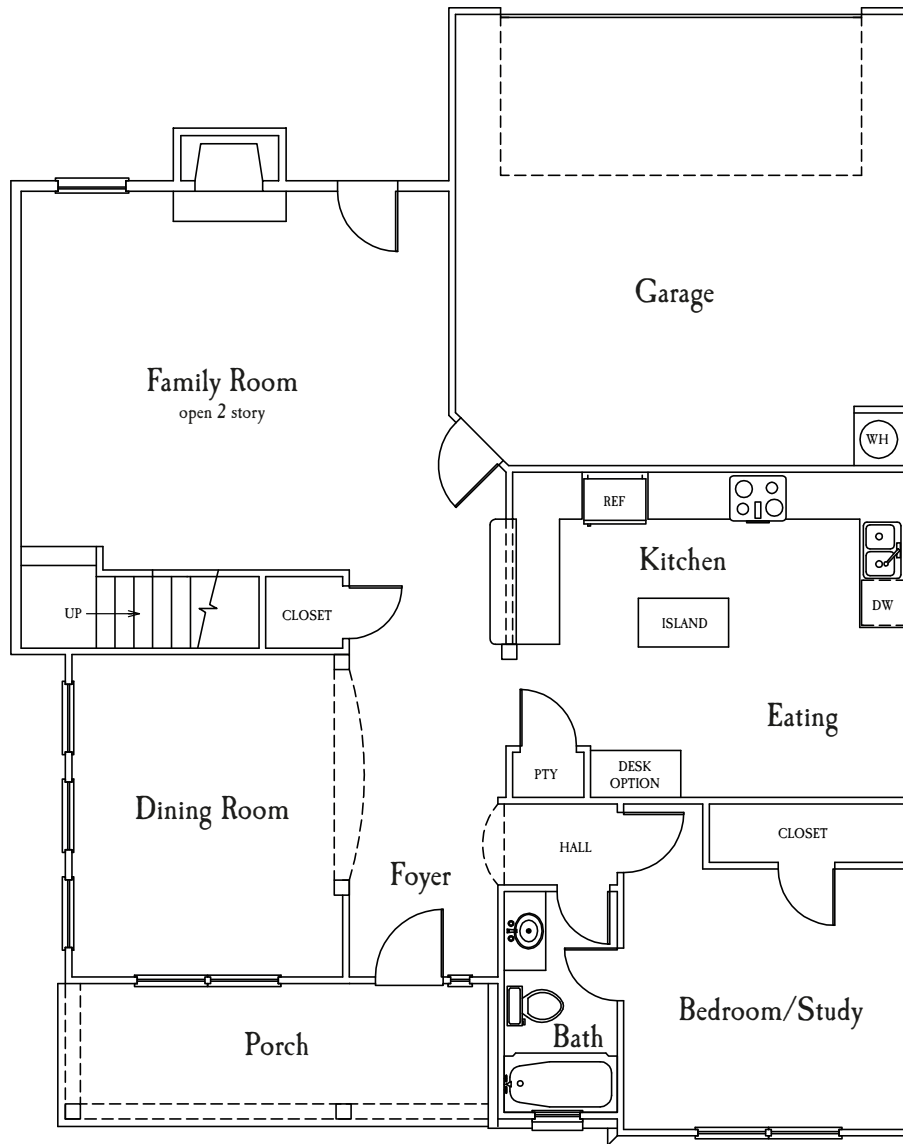 Garage
Family Room
open 2 story
WH
REF
Kitchen
DW
UP
CLOSET
ISLAND
Eating
PTY
DESK
OPTION
Dining Room
CLOSET
HALL
Foyer
Bedroom/Study
Bath
Porch